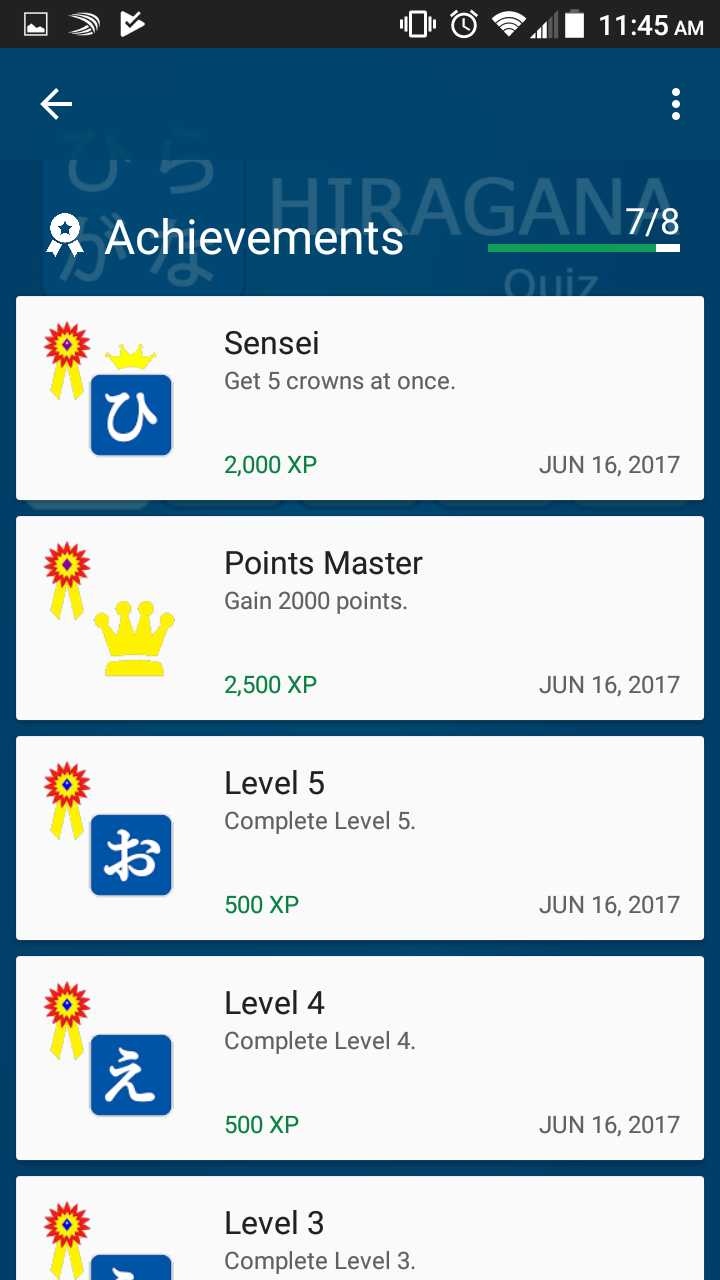 11:45 AM
ひら
がな
HIRAGANA
Quiz
Achievements
7/8
Sensei
Get 5 crowns at once.
ひ
2,000 XP
JUN 16, 2017
Points Master
Gain 2000 points.
2,500 XP
JUN 16, 2017
Level 5
Complete Level 5.
お
500 XP
JUN 16, 2017
Level 4
Complete Level 4.
え
500 XP
JUN 16, 2017
Level 3
Complete Level 3.